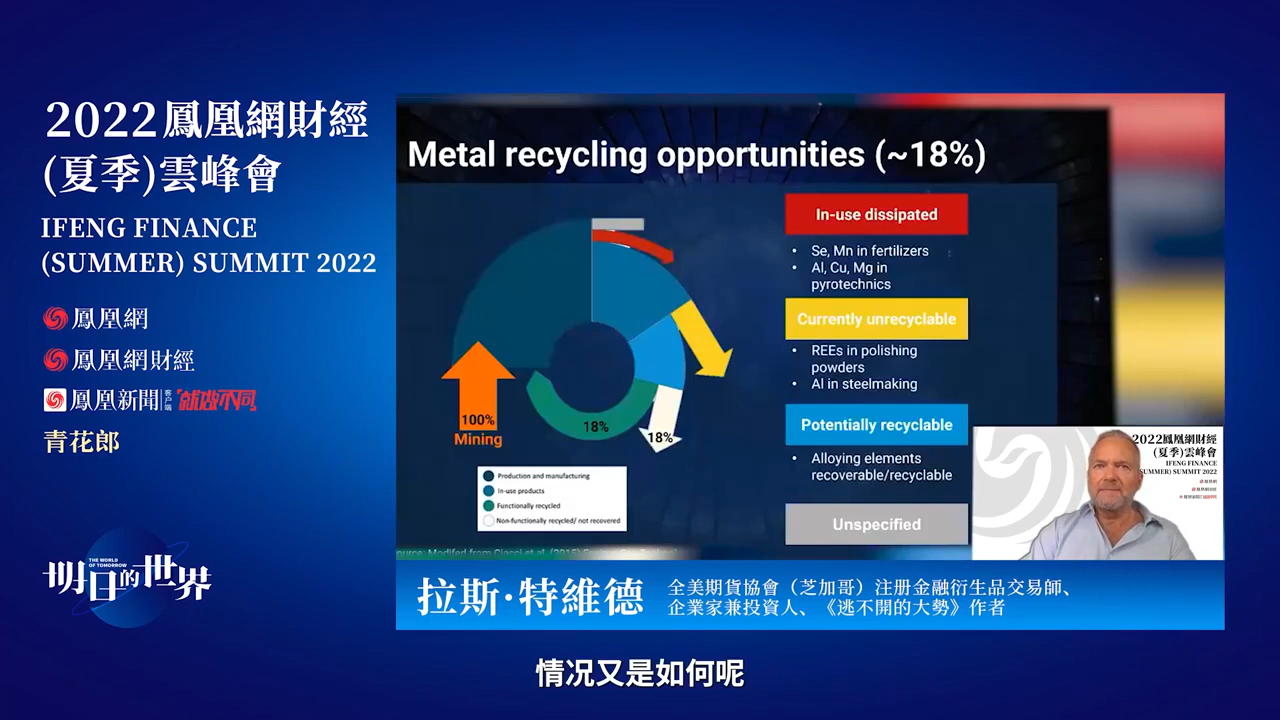 2022鳳凰網財經
(夏季)雲峰會
IFENG FINANCE
(SUMMER) SUMMIT 2022
鳳凰網
鳳凰網財經
鳳凰新聞 客户端 「就做不同」
青花郎
THE WORLD
OF TOMORROW
明日的世界
Metal recycling opportunities (~18%)
100%
Mining
18%
18%
Production and manufacturing
In-use products
Functionally recycled
Non-functionally recycled/ not recovered
In-use dissipated
• Se, Mn in fertilizers
• Al, Cu, Mg in
pyrotechnics
Currently unrecyclable
• REEs in polishing
powders
• Al in steelmaking
Potentially recyclable
• Alloying elements
recoverable/recyclable
Unspecified
2022鳳凰網財經
(夏季)雲峰會
IFENG FINANCE
SUMMER) SUMMIT 2022
拉斯·特維德
全美期貨協會（芝加哥）注册金融衍生品交易師、
企業家兼投資人、《逃不開的大勢》作者
情况又是如何呢